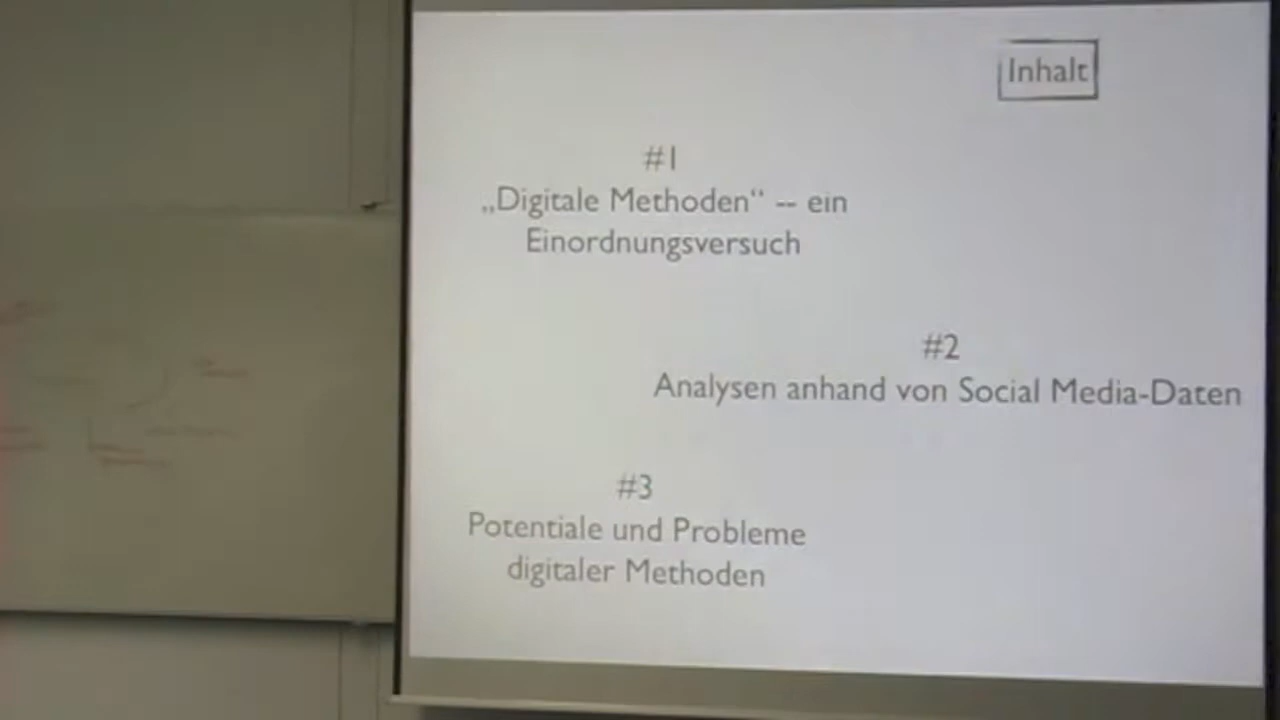 Inhalt
#1
„Digitale Methoden“ -- ein
Einordnungsversuch
#2
Analysen anhand von Social Media-Daten
#3
Potentiale und Probleme
digitaler Methoden